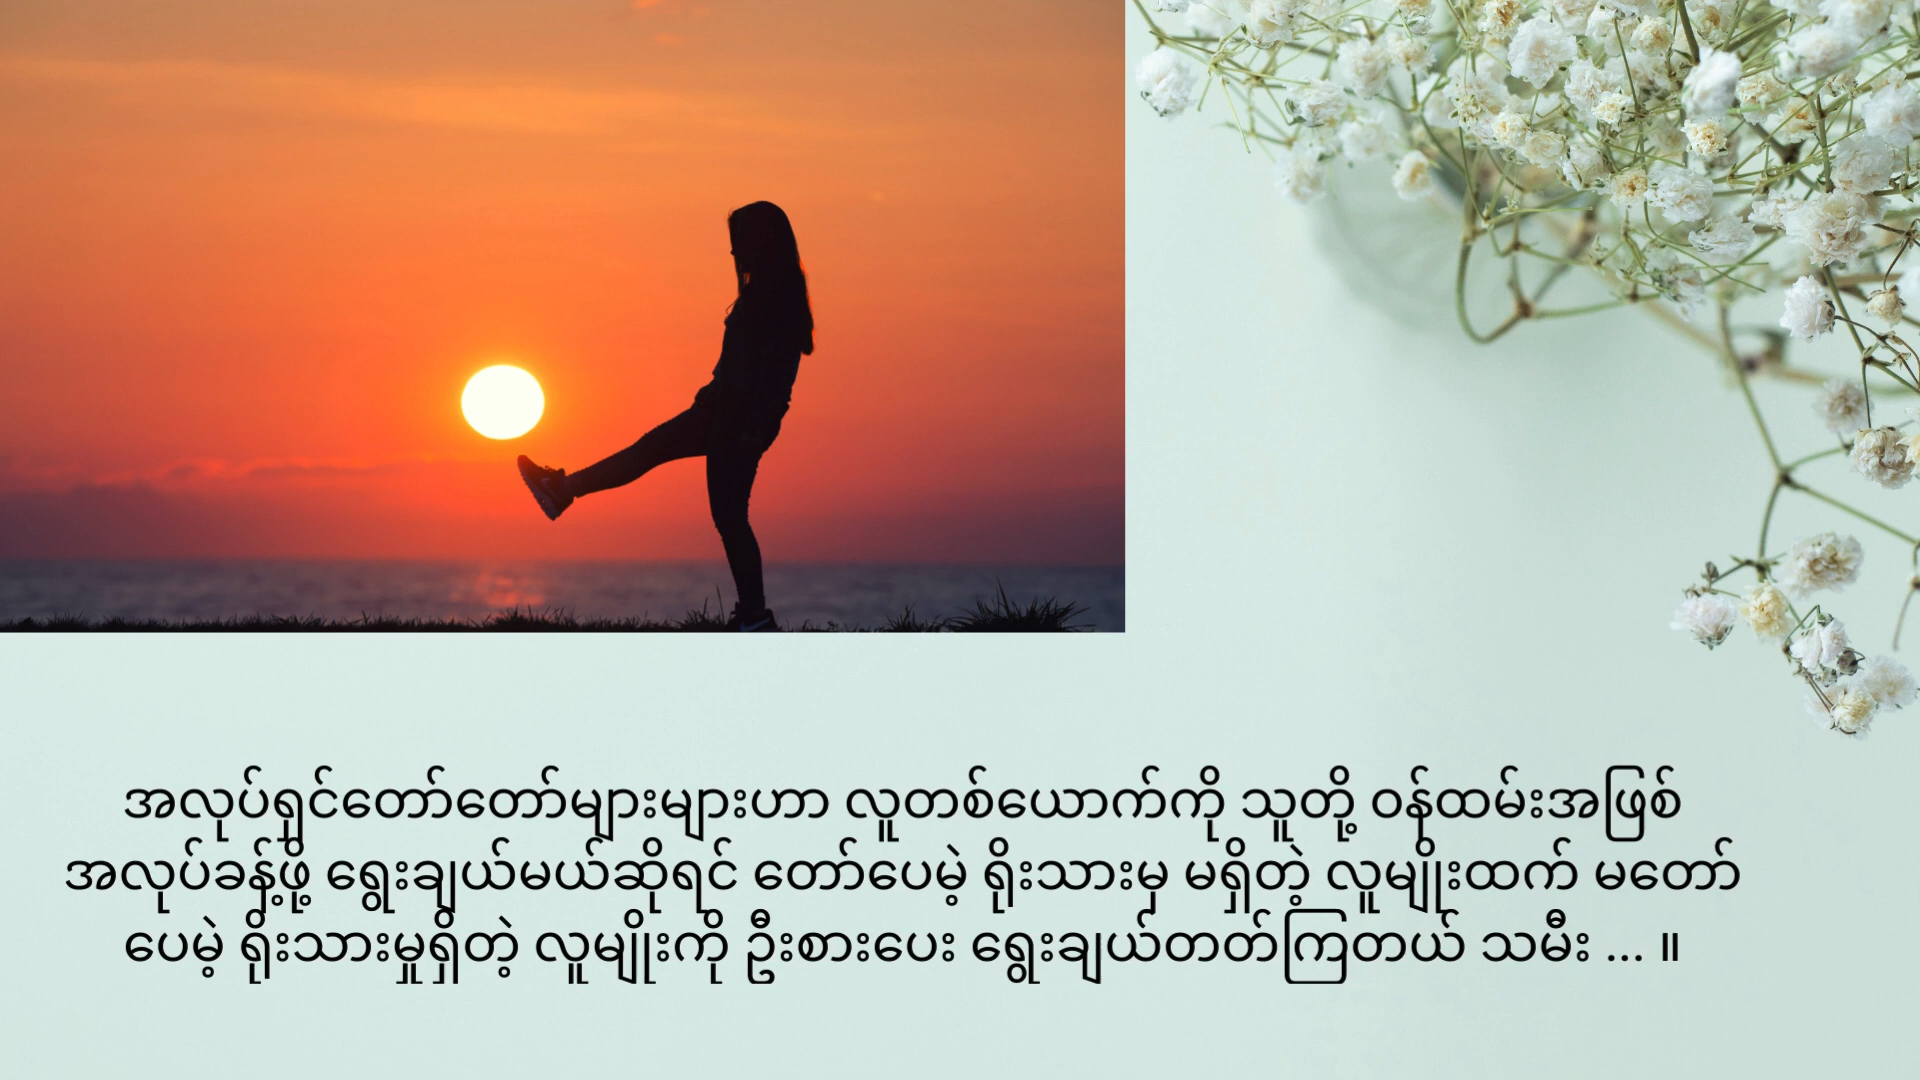 အလုပ်ရှင်တော်တော်များများဟာ လူတစ်ယောက်ကို သူတို့ ဝန်ထမ်းအဖြစ်
အလုပ်ခန့်ဖို့ ရွေးချယ်မယ်ဆိုရင် တော်ပေမဲ့ ရိုးသားမှ မရှိတဲ့ လူမျိုးထက် မတော်
ပေမဲ့ ရိုးသားမှုရှိတဲ့ လူမျိုးကို ဦးစားပေး ရွေးချယ်တတ်ကြတယ် သမီး ... ။